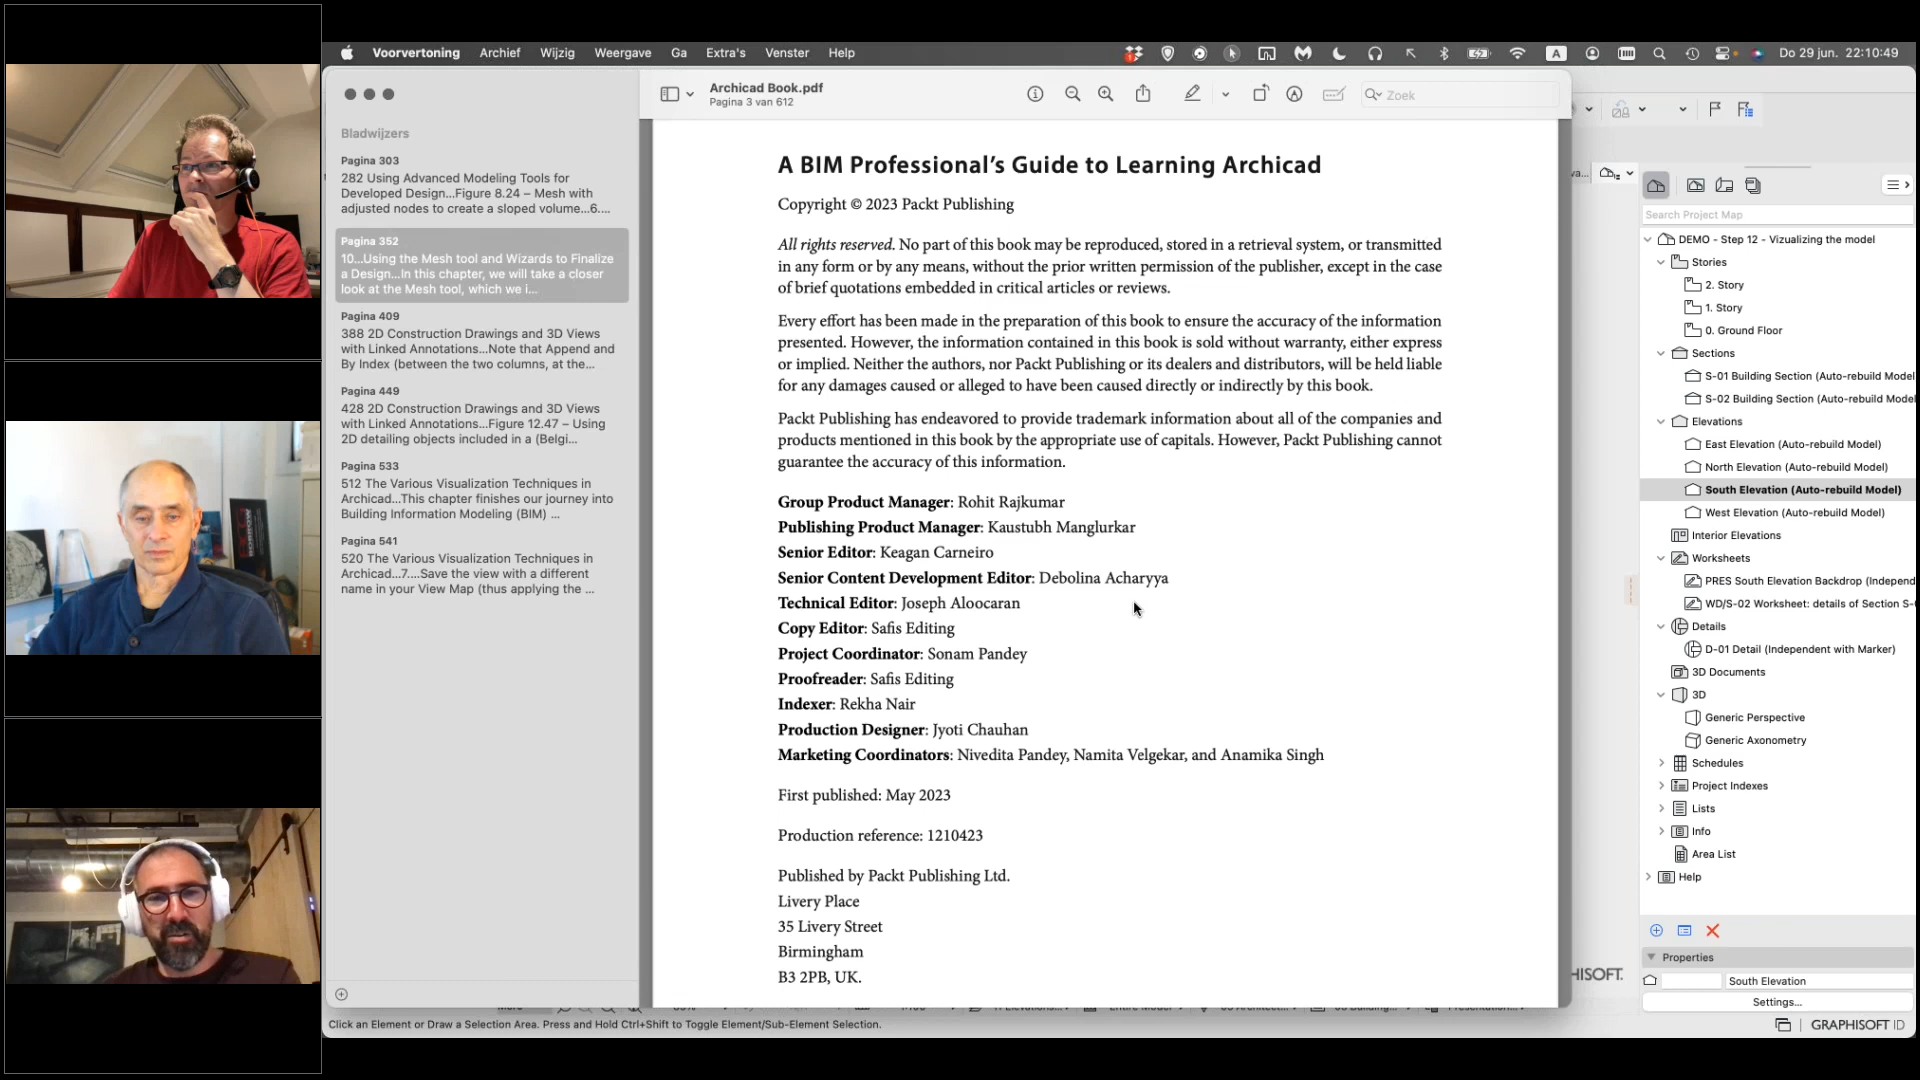 Voorvertoning Archief Wijzig Weergave Ga Extra's Venster Help
A
Do 29 jun. 22:10:49
Archicad Book.pdf
Pagina 3 van 612
Zoek
Bladwijzers
Pagina 303
282 Using Advanced Modeling Tools for
Developed Design...Figure 8.24 – Mesh with
adjusted nodes to create a sloped volume...6....
Pagina 352
10...Using the Mesh tool and Wizards to Finalize
a Design...In this chapter, we will take a closer
look at the Mesh tool, which we i...
Pagina 409
388 2D Construction Drawings and 3D Views
with Linked Annotations...Note that Append and
By Index (between the two columns, at the...
Pagina 449
428 2D Construction Drawings and 3D Views
with Linked Annotations...Figure 12.47 – Using
2D detailing objects included in a (Belgi...
Pagina 533
512 The Various Visualization Techniques in
Archicad...This chapter finishes our journey into
Building Information Modeling (BIM) ...
Pagina 541
520 The Various Visualization Techniques in
Archicad...7....Save the view with a different
name in your View Map (thus applying the ...
A BIM Professional's Guide to Learning Archicad
Copyright © 2023 Packt Publishing
All rights reserved. No part of this book may be reproduced, stored in a retrieval system, or transmitted
in any form or by any means, without the prior written permission of the publisher, except in the case
of brief quotations embedded in critical articles or reviews.
Every effort has been made in the preparation of this book to ensure the accuracy of the information
presented. However, the information contained in this book is sold without warranty, either express
or implied. Neither the authors, nor Packt Publishing or its dealers and distributors, will be held liable
for any damages caused or alleged to have been caused directly or indirectly by this book.
Packt Publishing has endeavored to provide trademark information about all of the companies and
products mentioned in this book by the appropriate use of capitals. However, Packt Publishing cannot
guarantee the accuracy of this information.
Group Product Manager: Rohit Rajkumar
Publishing Product Manager: Kaustubh Manglurkar
Senior Editor: Keagan Carneiro
Senior Content Development Editor: Debolina Acharyya
Technical Editor: Joseph Aloocaran
Copy Editor: Safis Editing
Project Coordinator: Sonam Pandey
Proofreader: Safis Editing
Indexer: Rekha Nair
Production Designer: Jyoti Chauhan
Marketing Coordinators: Nivedita Pandey, Namita Velgekar, and Anamika Singh
First published: May 2023
Production reference: 1210423
Published by Packt Publishing Ltd.
Livery Place
35 Livery Street
Birmingham
B3 2PB, UK.
Search Project Map
DEMO - Step 12 - Vizualizing the model
Stories
2. Story
1. Story
0. Ground Floor
Sections
S-01 Building Section (Auto-rebuild Model
S-02 Building Section (Auto-rebuild Model
Elevations
East Elevation (Auto-rebuild Model)
North Elevation (Auto-rebuild Model)
South Elevation (Auto-rebuild Model)
West Elevation (Auto-rebuild Model)
Interior Elevations
Worksheets
PRES South Elevation Backdrop (Independ
WD/S-02 Worksheet: details of Section S-
Details
D-01 Detail (Independent with Marker)
3D Documents
3D
Generic Perspective
Generic Axonometry
Schedules
Project Indexes
Lists
Info
Area List
Help
Properties
South Elevation
Settings...
HISOFT.
Click an Element or Draw a Selection Area. Press and Hold Ctrl+Shift to Toggle Element/Sub-Element Selection.
GRAPHISOFT ID